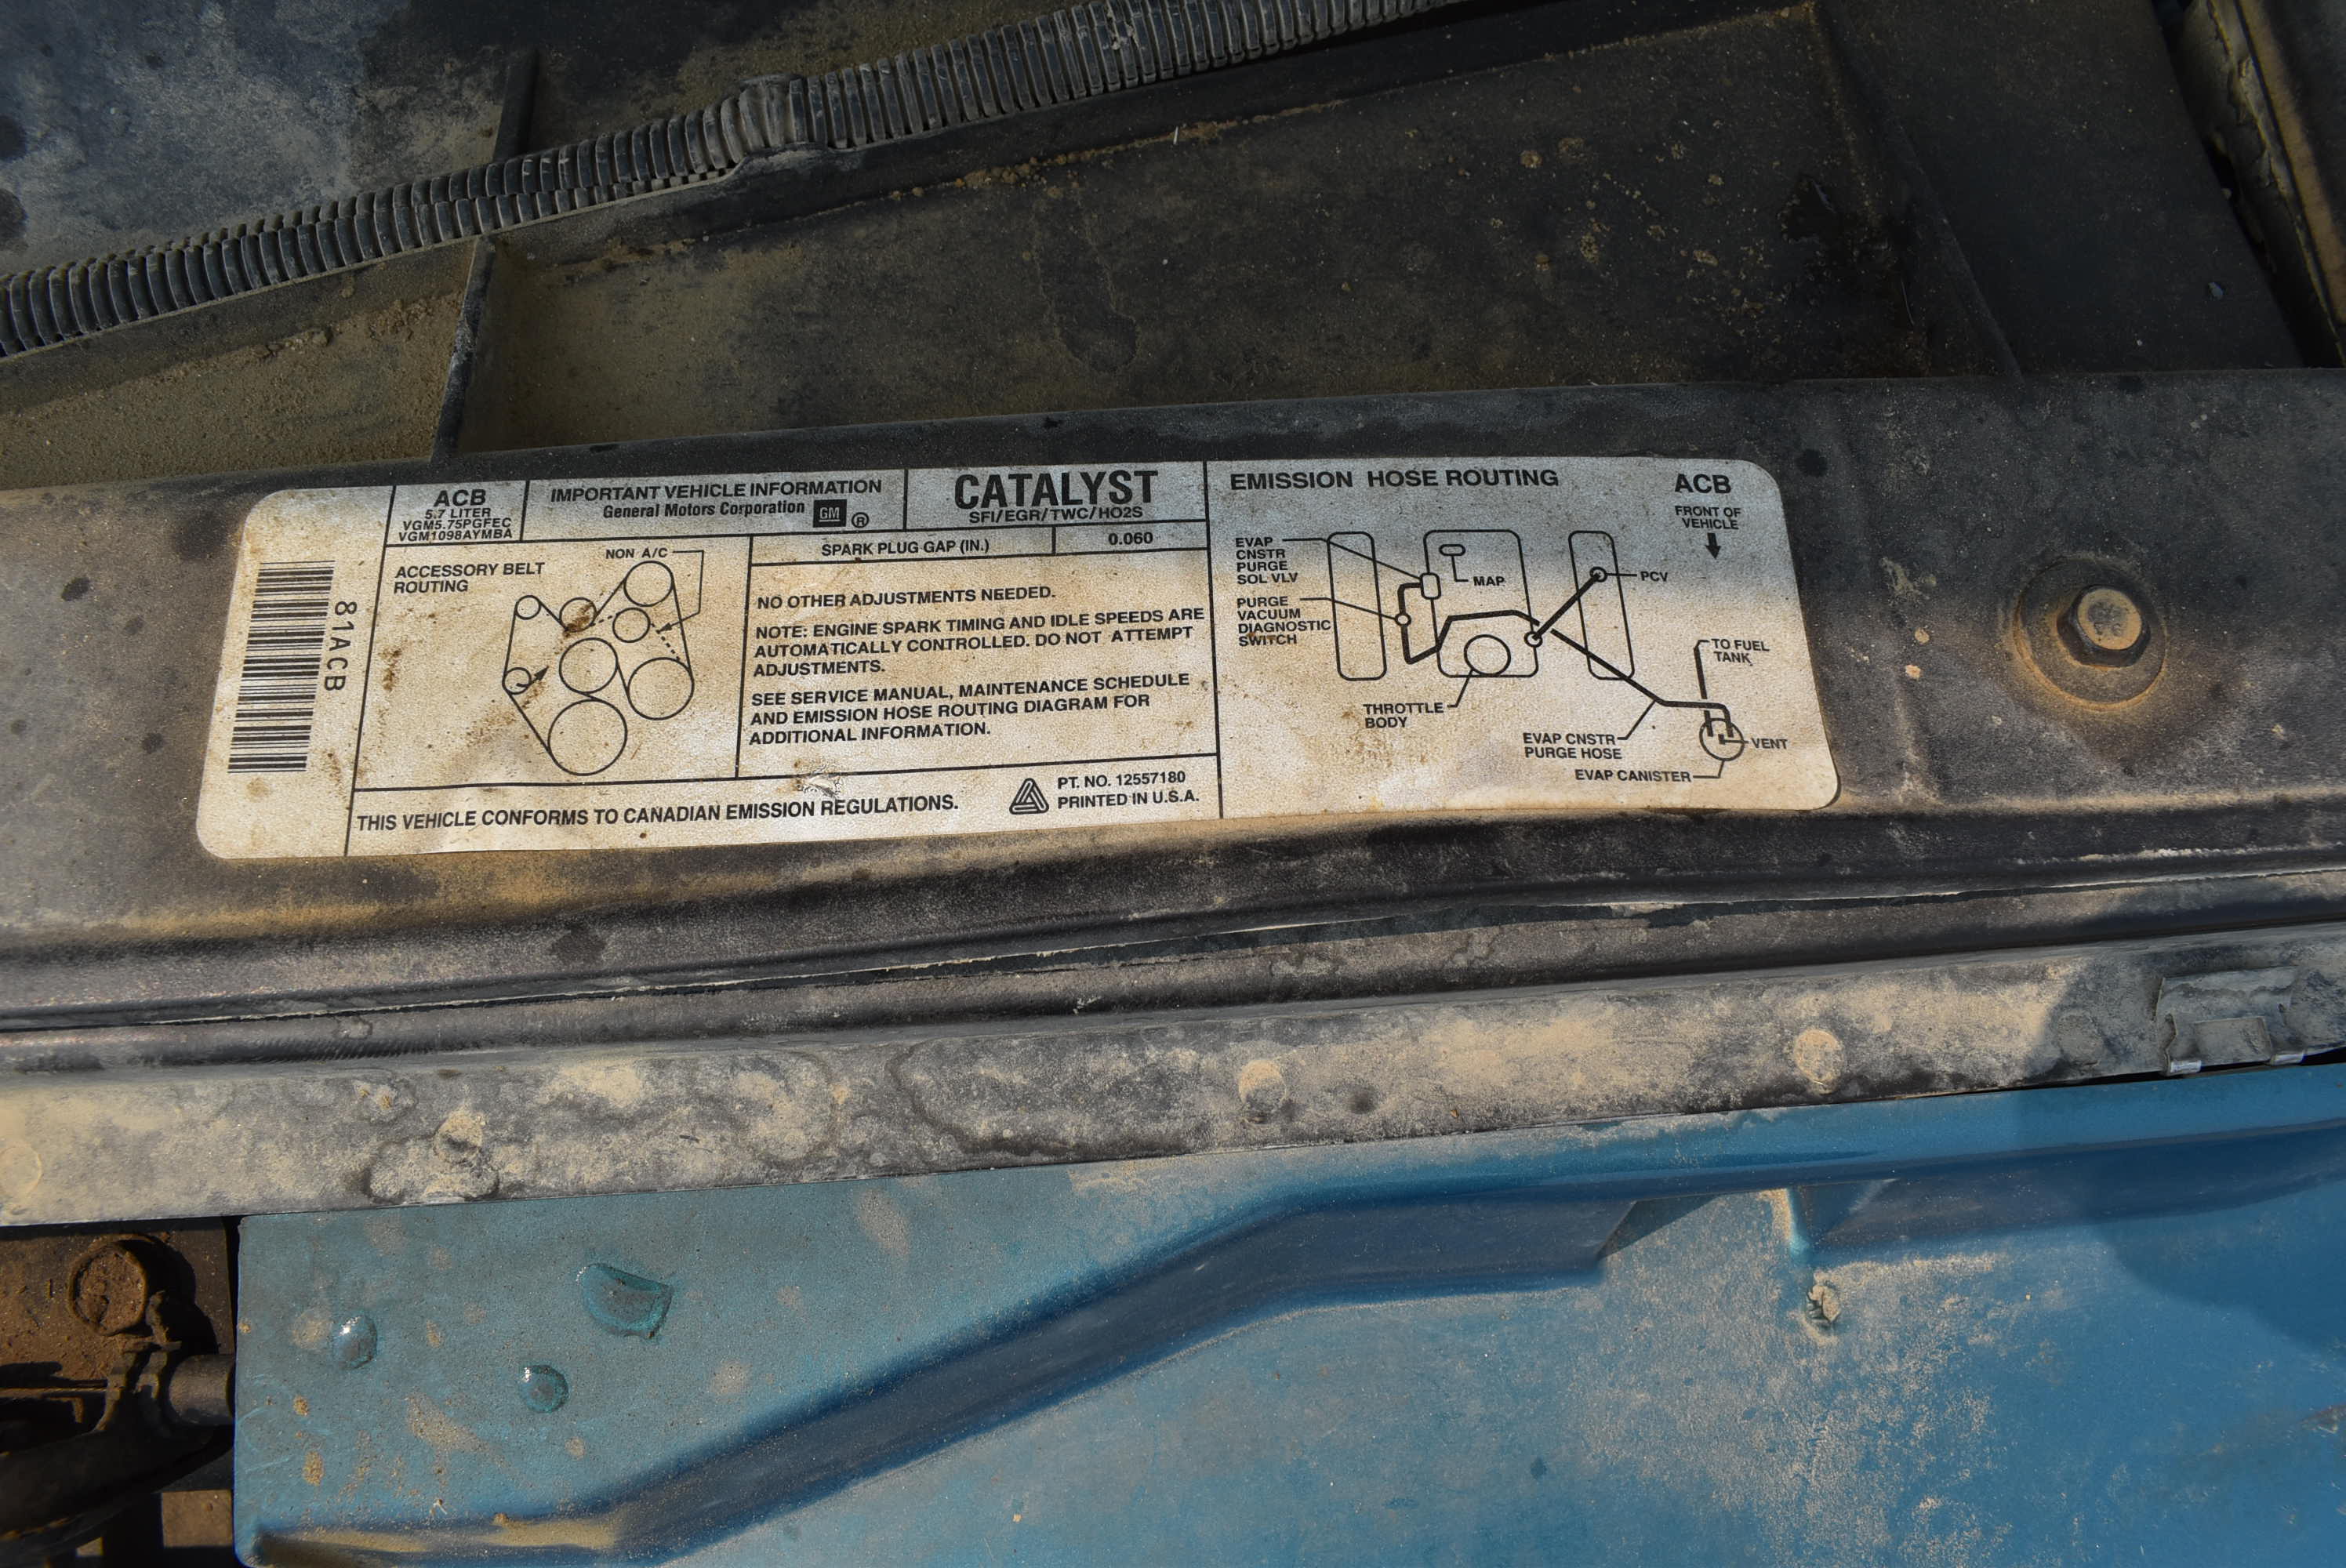 81ACB
ACB
5.7 LITER
VGM5.75PGFEC
VGM1098AYMBA
IMPORTANT VEHICLE INFORMATION
General Motors Corporation GM ®
CATALYST
SFI/EGR/TWC/HO2S
ACCESSORY BELT
ROUTING
NON A/C
SPARK PLUG GAP (IN.) 0.060
NO OTHER ADJUSTMENTS NEEDED.
NOTE: ENGINE SPARK TIMING AND IDLE SPEEDS ARE
AUTOMATICALLY CONTROLLED. DO NOT ATTEMPT
ADJUSTMENTS.
SEE SERVICE MANUAL, MAINTENANCE SCHEDULE
AND EMISSION HOSE ROUTING DIAGRAM FOR
ADDITIONAL INFORMATION.
THIS VEHICLE CONFORMS TO CANADIAN EMISSION REGULATIONS.
PT. NO. 12557180
PRINTED IN U.S.A.
EMISSION HOSE ROUTING
ACB
FRONT OF
VEHICLE
EVAP
CNSTR
PURGE
SOL VLV
MAP
PCV
PURGE
VACUUM
DIAGNOSTIC
SWITCH
TO FUEL
TANK
THROTTLE
BODY
EVAP CNSTR
PURGE HOSE
VENT
EVAP CANISTER